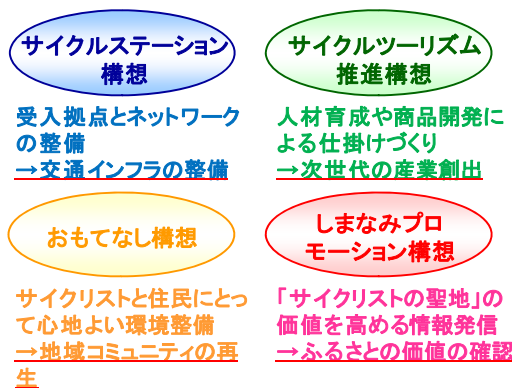 サイクルステーション
構想
受入拠点とネットワーク
の整備
→交通インフラの整備
サイクルツーリズム
推進構想
人材育成や商品開発に
よる仕掛けづくり
→次世代の産業創出
おもてなし構想
サイクリストと住民にとっ
て心地よい環境整備
→地域コミュニティの再
生
しまなみプロ
モーション構想
「サイクリストの聖地」の
価値を高める情報発信
→ふるさとの価値の確認